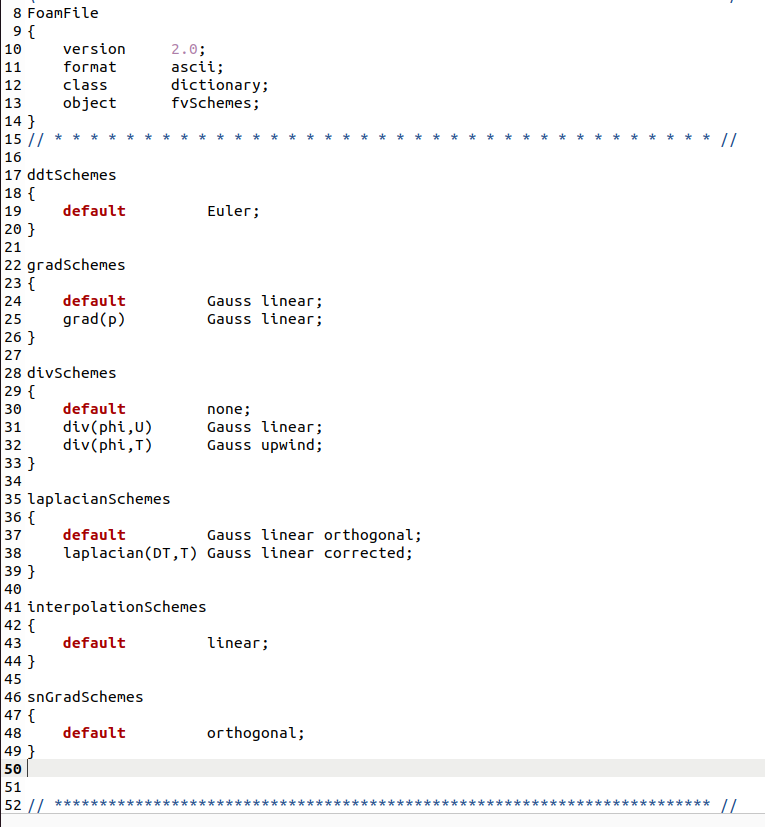 8 FoamFile
9 {
10     version     2.0;
11     format      ascii;
12     class       dictionary;
13     object      fvSchemes;
14 }
15 // * * * * * * * * * * * * * * * * * * * * * * * * * * * * * * * * * * * * * //
16
17 ddtSchemes
18 {
19     default         Euler;
20 }
21
22 gradSchemes
23 {
24     default         Gauss linear;
25     grad(p)         Gauss linear;
26 }
27
28 divSchemes
29 {
30     default         none;
31     div(phi,U)      Gauss linear;
32     div(phi,T)      Gauss upwind;
33 }
34
35 laplacianSchemes
36 {
37     default         Gauss linear orthogonal;
38     laplacian(DT,T) Gauss linear corrected;
39 }
40
41 interpolationSchemes
42 {
43     default         linear;
44 }
45
46 snGradSchemes
47 {
48     default         orthogonal;
49 }
50
51
52 // ************************************************************************* //